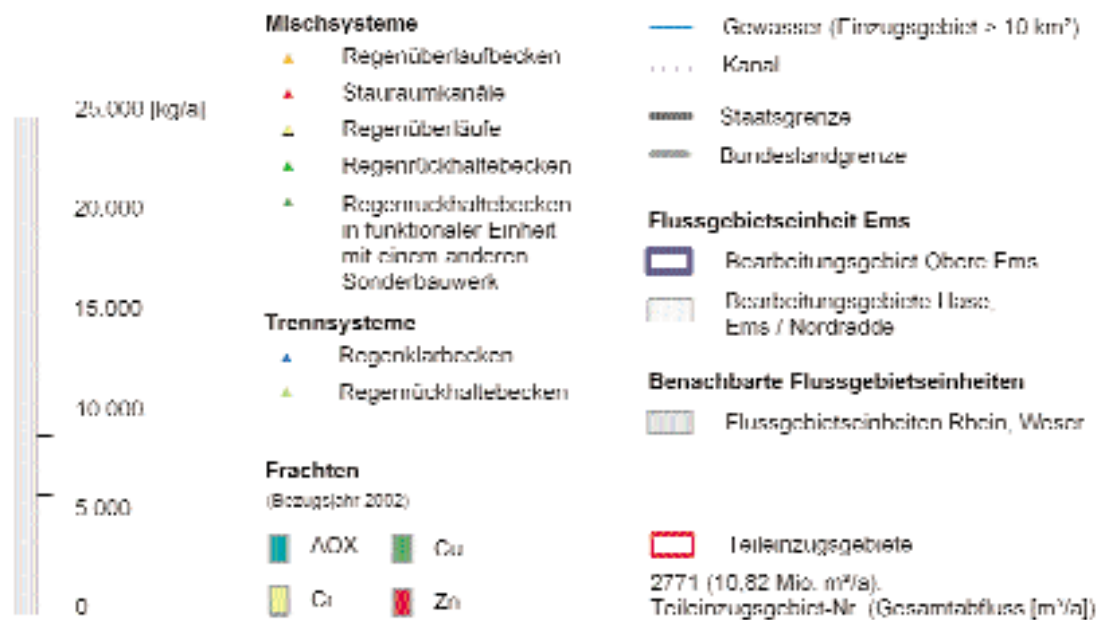 25.000 [kg/a]
20.000
15.000
10.000
5.000
0
Mischsysteme
Regenüberlaufbecken
Stauraumkanäle
Regenüberläufe
Regenrückhaltebecken
Regenrückhaltebecken
in funktionaler Einheit
mit einem anderen
Sonderbauwerk
Trennsysteme
Regenklärbecken
Regenrückhaltebecken
Frachten
(Bezugsjahr 2002)
AOX
Cu
Cr
Zn
Gewässer (Einzugsgebiet > 10 km²)
Kanal
Staatsgrenze
Bundeslandgrenze
Flussgebietseinheit Ems
Bearbeitungsgebiet Obere Ems
Bearbeitungsgebiete Hase,
Ems / Nordradde
Benachbarte Flussgebietseinheiten
Flussgebietseinheiten Rhein, Weser
Teileinzugsgebiete
2771 (10,82 Mio. m³/a).
Teileinzugsgebiet-Nr. (Gesamtabfluss [m³/a])